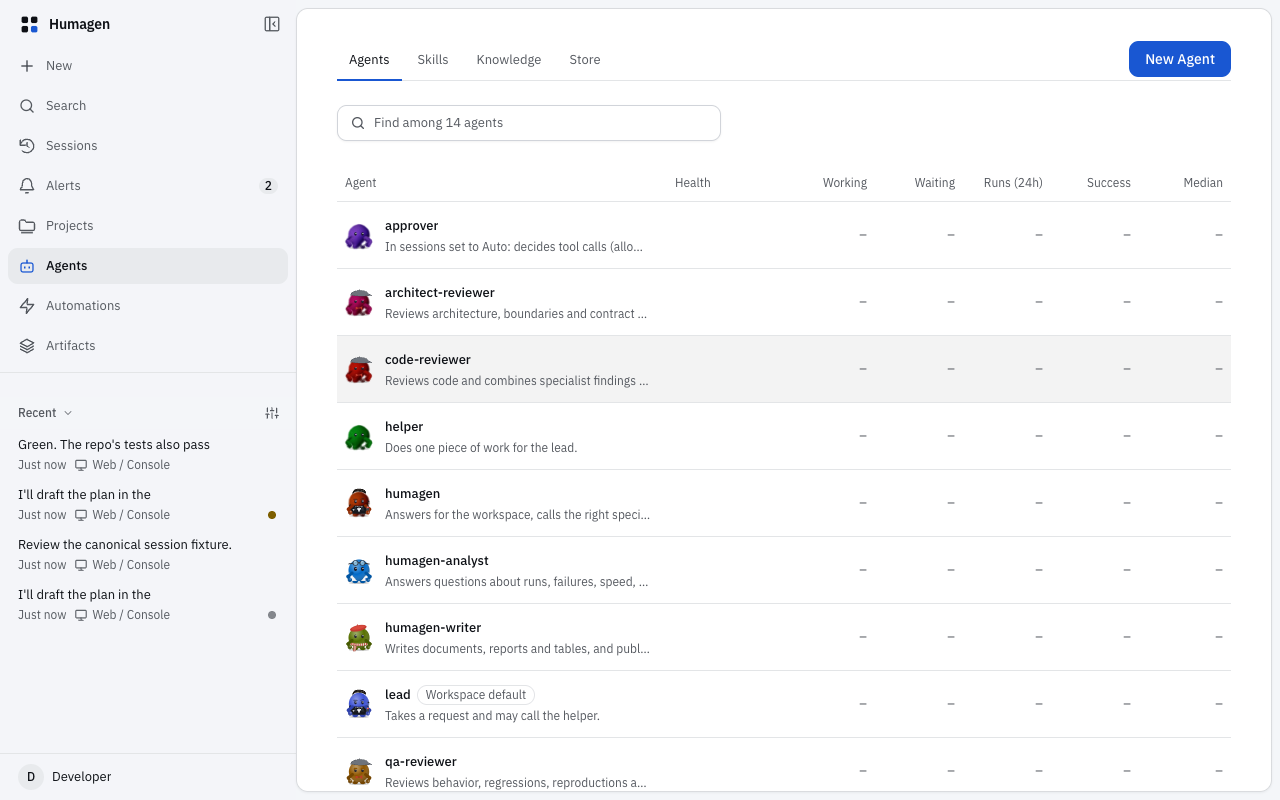 Humagen
New
Search
Sessions
Alerts
2
Projects
Agents
Automations
Artifacts
Recent
Green. The repo's tests also pass
Just now Web / Console
I'll draft the plan in the
Just now Web / Console
Review the canonical session fixture.
Just now Web / Console
I'll draft the plan in the
Just now Web / Console
D Developer
Agents Skills Knowledge Store
New Agent
Find among 14 agents
Agent Health Working Waiting Runs (24h) Success Median
approver
In sessions set to Auto: decides tool calls (allo...
– – – – –
architect-reviewer
Reviews architecture, boundaries and contract ...
– – – – –
code-reviewer
Reviews code and combines specialist findings ...
– – – – –
helper
Does one piece of work for the lead.
– – – – –
humagen
Answers for the workspace, calls the right speci...
– – – – –
humagen-analyst
Answers questions about runs, failures, speed, ...
– – – – –
humagen-writer
Writes documents, reports and tables, and publ...
– – – – –
lead Workspace default
Takes a request and may call the helper.
– – – – –
qa-reviewer
Reviews behavior, regressions, reproductions a...
– – – – –